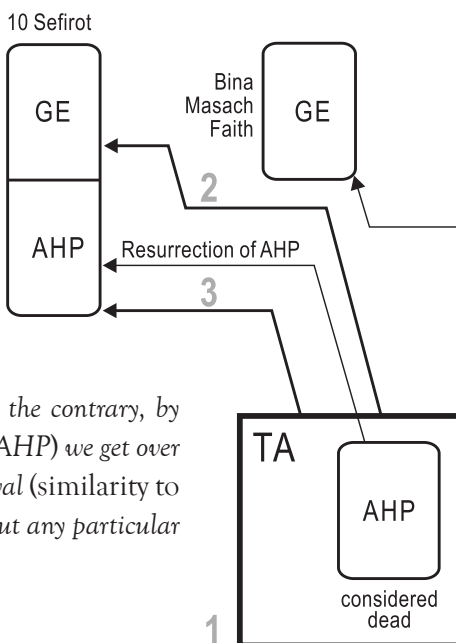 10 Sefirot
GE
Bina
Masach
Faith
GE
2
AHP
Resurrection of AHP
3
the contrary, by
AHP) we get over
val (similarity to
out any particular
TA
AHP
considered
dead
1